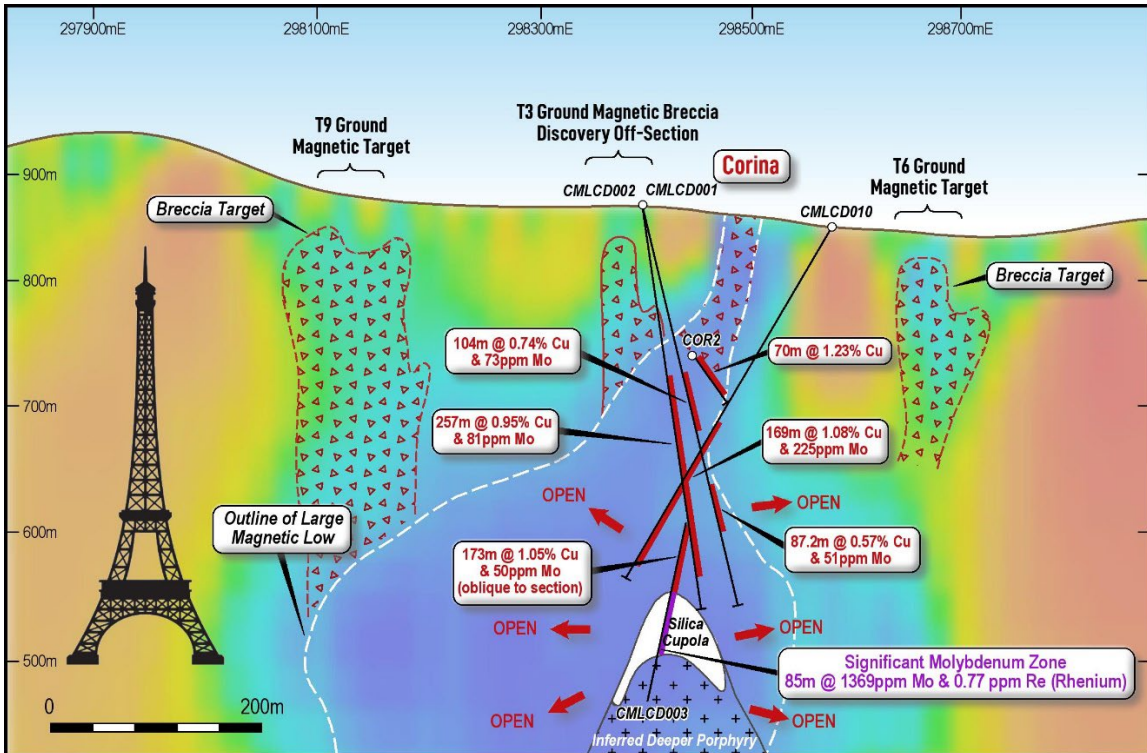 297900mE
298100mE
298300mE
298500mE
298700mE
T9 Ground
Magnetic Target
T3 Ground Magnetic Breccia
Discovery Off-Section
Corina
T6 Ground
Magnetic Target
CMLCD002
CMLCD001
CMLCD010
900m
800m
700m
600m
500m
Breccia Target
Breccia Target
104m @ 0.74% Cu
& 73ppm Mo
COR2
70m @ 1.23% Cu
257m @ 0.95% Cu
& 81ppm Mo
169m @ 1.08% Cu
& 225ppm Mo
OPEN
OPEN
Outline of Large
Magnetic Low
173m @ 1.05% Cu
& 50ppm Mo
(oblique to section)
87.2m @ 0.57% Cu
& 51ppm Mo
OPEN
Silica
Cupola
OPEN
Significant Molybdenum Zone
85m @ 1369ppm Mo & 0.77 ppm Re (Rhenium)
OPEN
CMLCD003
OPEN
Inferred Deeper Porphyry
0
200m